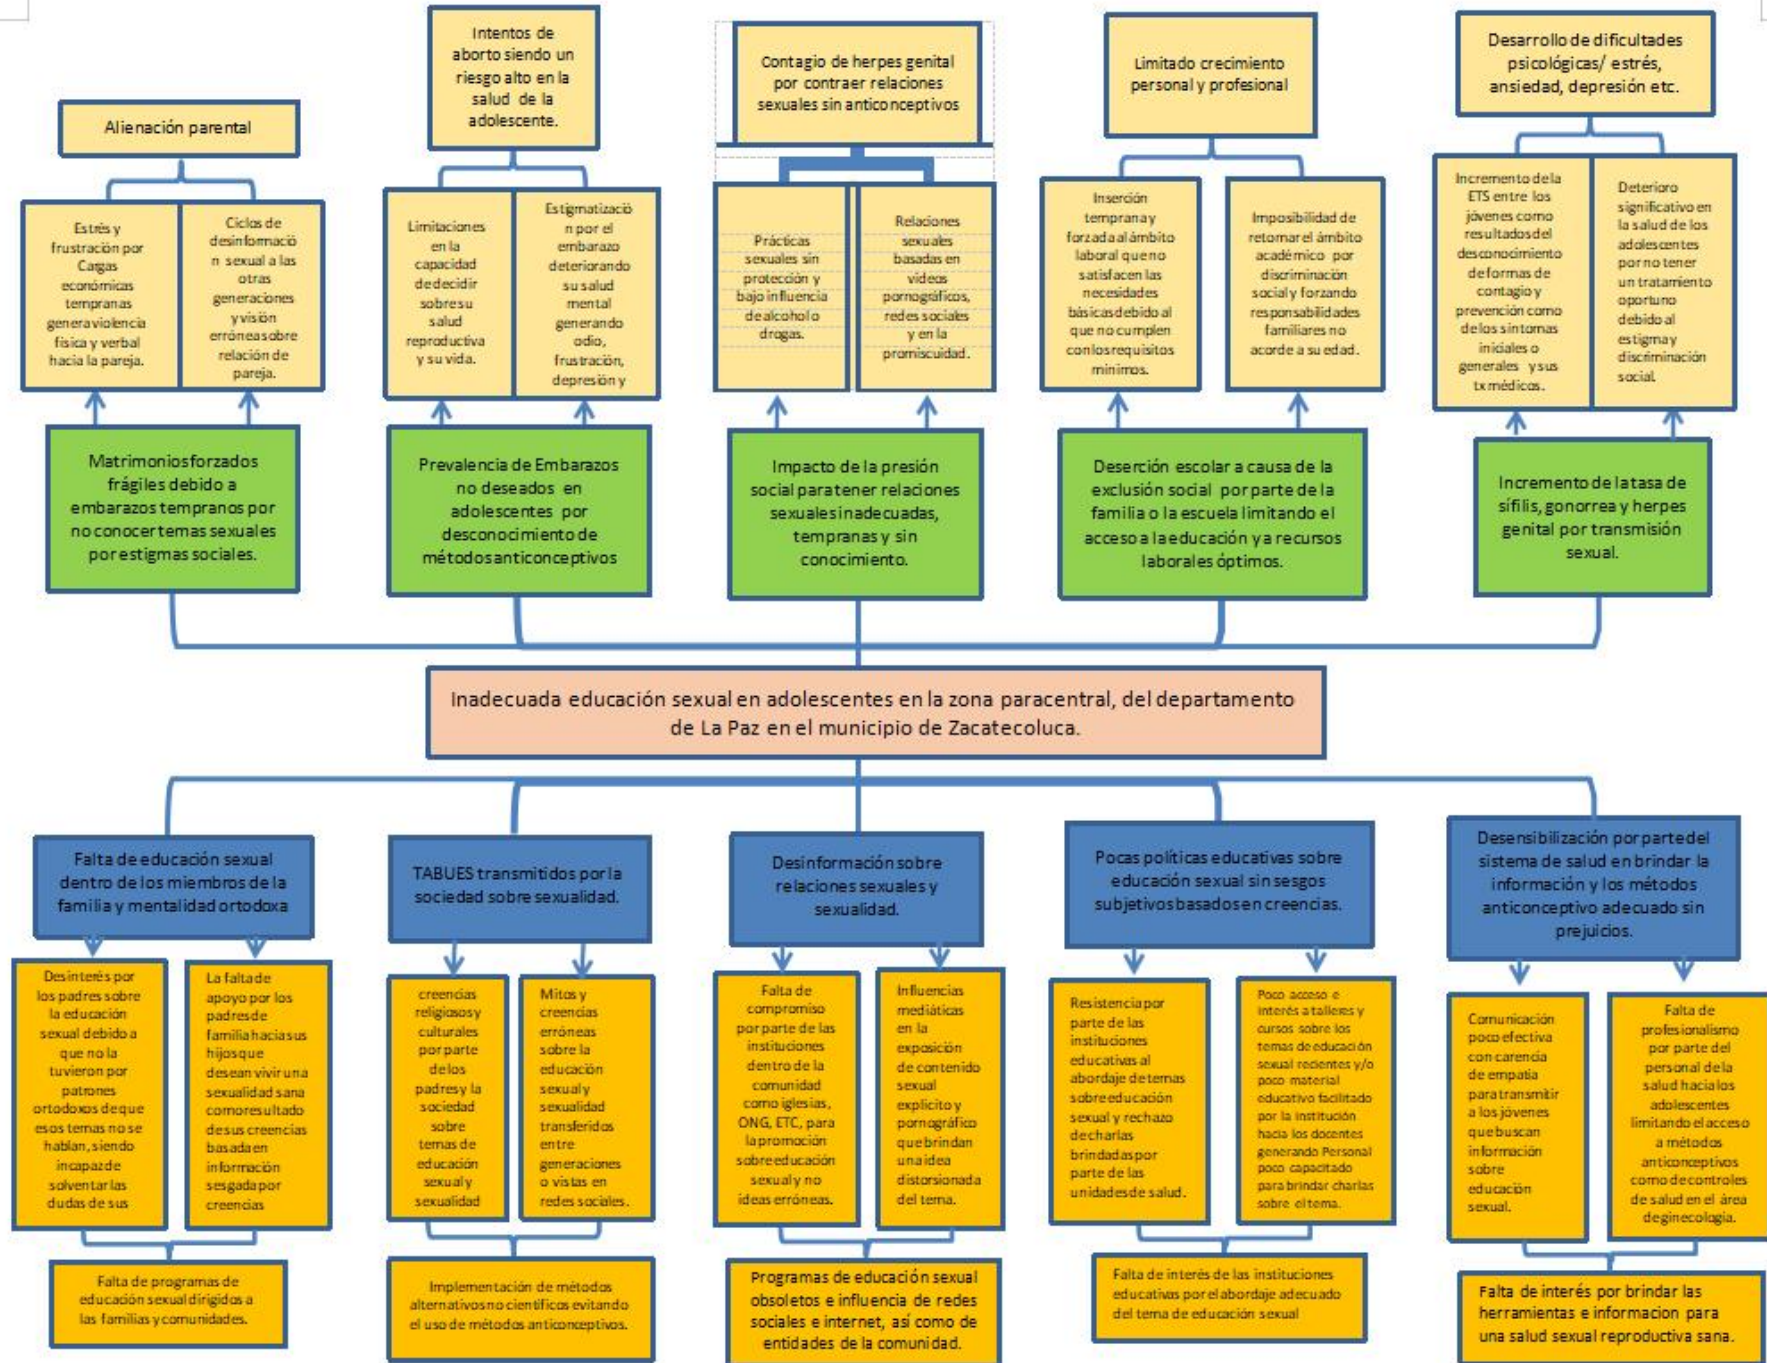 Alienación parental
Intentos de
aborto siendo un
riesgo alto en la
salud de la
adolescente.
Contagio de herpes genital
por contraer relaciones
sexuales sin anticonceptivos
Limitado crecimiento
personal y profesional
Desarrollo de dificultades
psicológicas/ estrés,
ansiedad, depresión etc.
Estrés y
frustración por
Cargas
económicas
tempranas
genera violencia
física y verbal
hacia la pareja.
Ciclos de
desinformació
n sexual a las
otras
generaciones
y visión
errónea sobre
relación de
pareja.
Limitaciones
en la
capacidad
de decidir
sobre su
salud
reproductiva
y su vida.
Estigmatizació
n por el
embarazo
deteriorando
su salud
mental
generando
odio,
frustración,
depresión y
Prácticas
sexuales sin
protección y
bajo influencia
de alcohol o
drogas.
Relaciones
sexuales
basadas en
videos
pornográficos,
redes sociales
y en la
promiscuidad.
Inserción
temprana y
forzada al ámbito
laboral que no
satisfacen las
necesidades
básicas debido al
que no cumplen
con los requisitos
mínimos.
Imposibilidad de
retomar el ámbito
académico por
discriminación
social y forzando
responsabilidades
familiares no
acorde a su edad.
Incremento de la
ETS entre los
jóvenes como
resultados del
desconocimiento
de formas de
contagio y
prevención como
de los síntomas
iniciales o
generales y sus
tx médicos.
Deterioro
significativo en
la salud de los
adolescentes
por no tener
un tratamiento
oportuno
debido al
estigma y
discriminación
social.
Matrimonios forzados
frágiles debido a
embarazos tempranos por
no conocer temas sexuales
por estigmas sociales.
Prevalencia de Embarazos
no deseados en
adolescentes por
desconocimiento de
métodos anticonceptivos
Impacto de la presión
social para tener relaciones
sexuales inadecuadas,
tempranas y sin
conocimiento.
Deserción escolar a causa de la
exclusión social por parte de la
familia o la escuela limitando el
acceso a la educación y a recursos
laborales óptimos.
Incremento de la tasa de
sífilis, gonorrea y herpes
genital por transmisión
sexual.
Inadecuada educación sexual en adolescentes en la zona paracentral, del departamento
de La Paz en el municipio de Zacatecoluca.
Falta de educación sexual
dentro de los miembros de la
familia y mentalidad ortodoxa
TABUES transmitidos por la
sociedad sobre sexualidad.
Desinformación sobre
relaciones sexuales y
sexualidad.
Pocas políticas educativas sobre
educación sexual sin sesgos
subjetivos basados en creencias.
Desensibilización por parte del
sistema de salud en brindar la
información y los métodos
anticonceptivo adecuado sin
prejuicios.
Desinterés por
los padres sobre
la educación
sexual debido a
que no la
tuvieron por
patrones
ortodoxos de que
esos temas no se
hablan, siendo
incapaz de
solventar las
dudas de sus
La falta de
apoyo por los
padres de
familia hacia sus
hijos que
desean vivir una
sexualidad sana
como resultado
de sus creencias
basada en
información
sesgada por
creencias
creencias
religiosos y
culturales
por parte
de los
padres y la
sociedad
sobre
temas de
educación
sexual y
sexualidad
Mitos y
creencias
erróneas
sobre la
educación
sexual y
sexualidad
transferidos
entre
generaciones
o vistas en
redes sociales.
Falta de
compromiso
por parte de las
instituciones
dentro de la
comunidad
como iglesias,
ONG, ETC, para
la promoción
sobre educación
sexual y no
ideas erróneas.
Influencias
mediáticas
en la
exposición
de contenido
sexual
explícito y
pornográfico
que brindan
una idea
distorsionada
del tema.
Resistencia por
parte de las
instituciones
educativas al
abordaje de temas
sobre educación
sexual y rechazo
de charlas
brindadas por
parte de las
unidades de salud.
Poco acceso e
interés a talleres y
cursos sobre los
temas de educación
sexual recientes y/o
poco material
educativo facilitado
por la institución
hacia los docentes
generando Personal
poco capacitado
para brindar charlas
sobre el tema.
Comunicación
poco efectiva
con carencia
de empatía
para transmitir
a los jóvenes
que buscan
información
sobre
educación
sexual.
Falta de
profesionalismo
por parte del
personal de la
salud hacia los
adolescentes
limitando el acceso
a métodos
anticonceptivos
como de controles
de salud en el área
de ginecología.
Falta de programas de
educación sexual dirigidos a
las familias y comunidades.
Implementación de métodos
alternativos no científicos evitando
el uso de métodos anticonceptivos.
Programas de educación sexual
obsoletos e influencia de redes
sociales e internet, así como de
entidades de la comunidad.
Falta de interés de las instituciones
educativas por el abordaje adecuado
del tema de educación sexual
Falta de interés por brindar las
herramientas e informacion para
una salud sexual reproductiva sana.